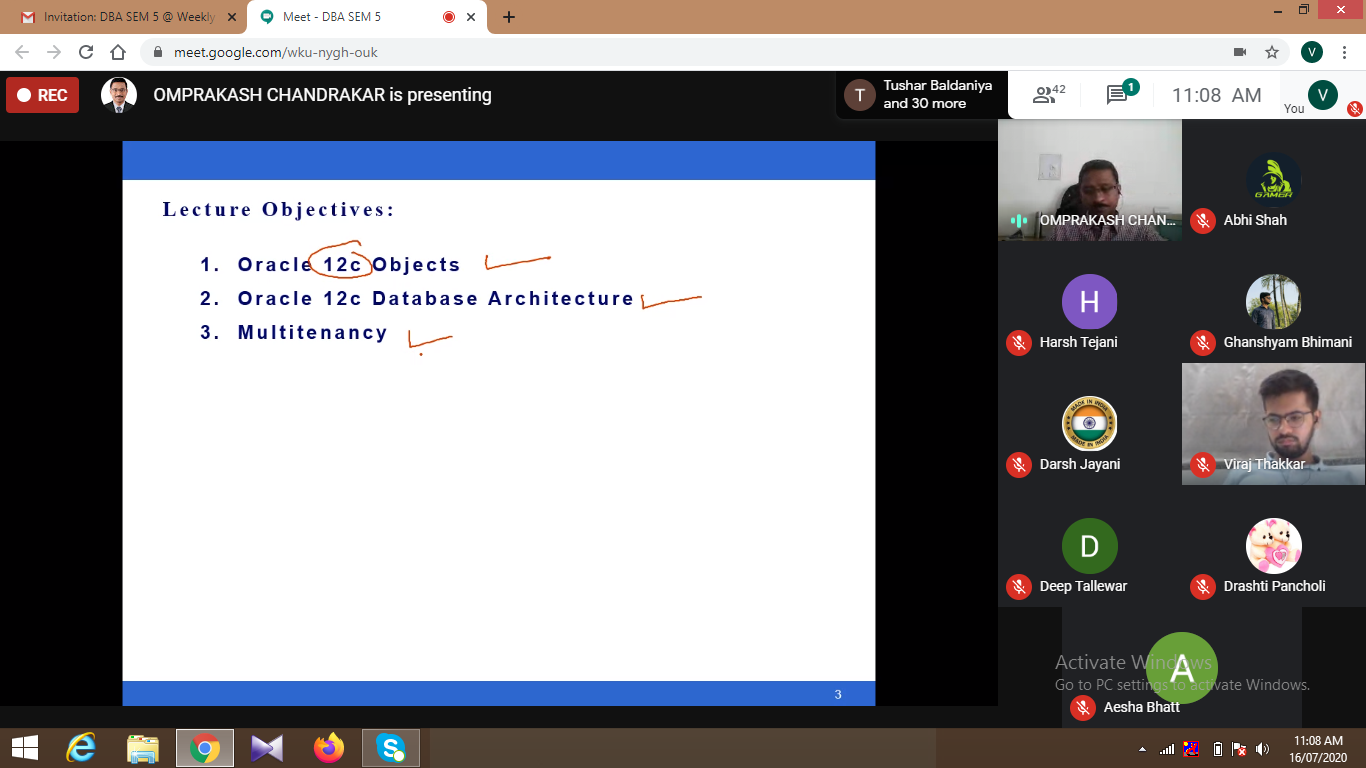 Invitation: DBA SEM 5 @ Weekly
Meet - DBA SEM 5
meet.google.com/wku-nygh-ouk
V
REC
OMPRAKASH CHANDRAKAR is presenting
T
Tushar Baldaniya
and 30 more
42
1
11:08 AM
You
V
Lecture Objectives:
1. Oracle 12c Objects
2. Oracle 12c Database Architecture
3. Multitenancy
3
OMPRAKASH CHAN...
GAMER
Abhi Shah
H
Harsh Tejani
Ghanshyam Bhimani
MADE IN INDIA
MADE IN INDIA
Darsh Jayani
Viraj Thakkar
D
Deep Tallewar
Drashti Pancholi
A
Activate Windows
Go to PC settings to activate Windows.
Aesha Bhatt
11:08 AM
16/07/2020